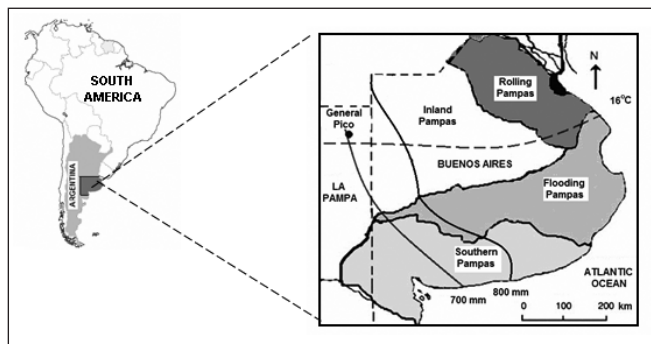 SOUTH
AMERICA
ARGENTINA
N
16°C
Rolling
Pampas
General
Pico
Inland
Pampas
BUENOS AIRES
LA
PAMPA
Flooding
Pampas
Southern
Pampas
ATLANTIC
OCEAN
700 mm
800 mm
0 100 200 km